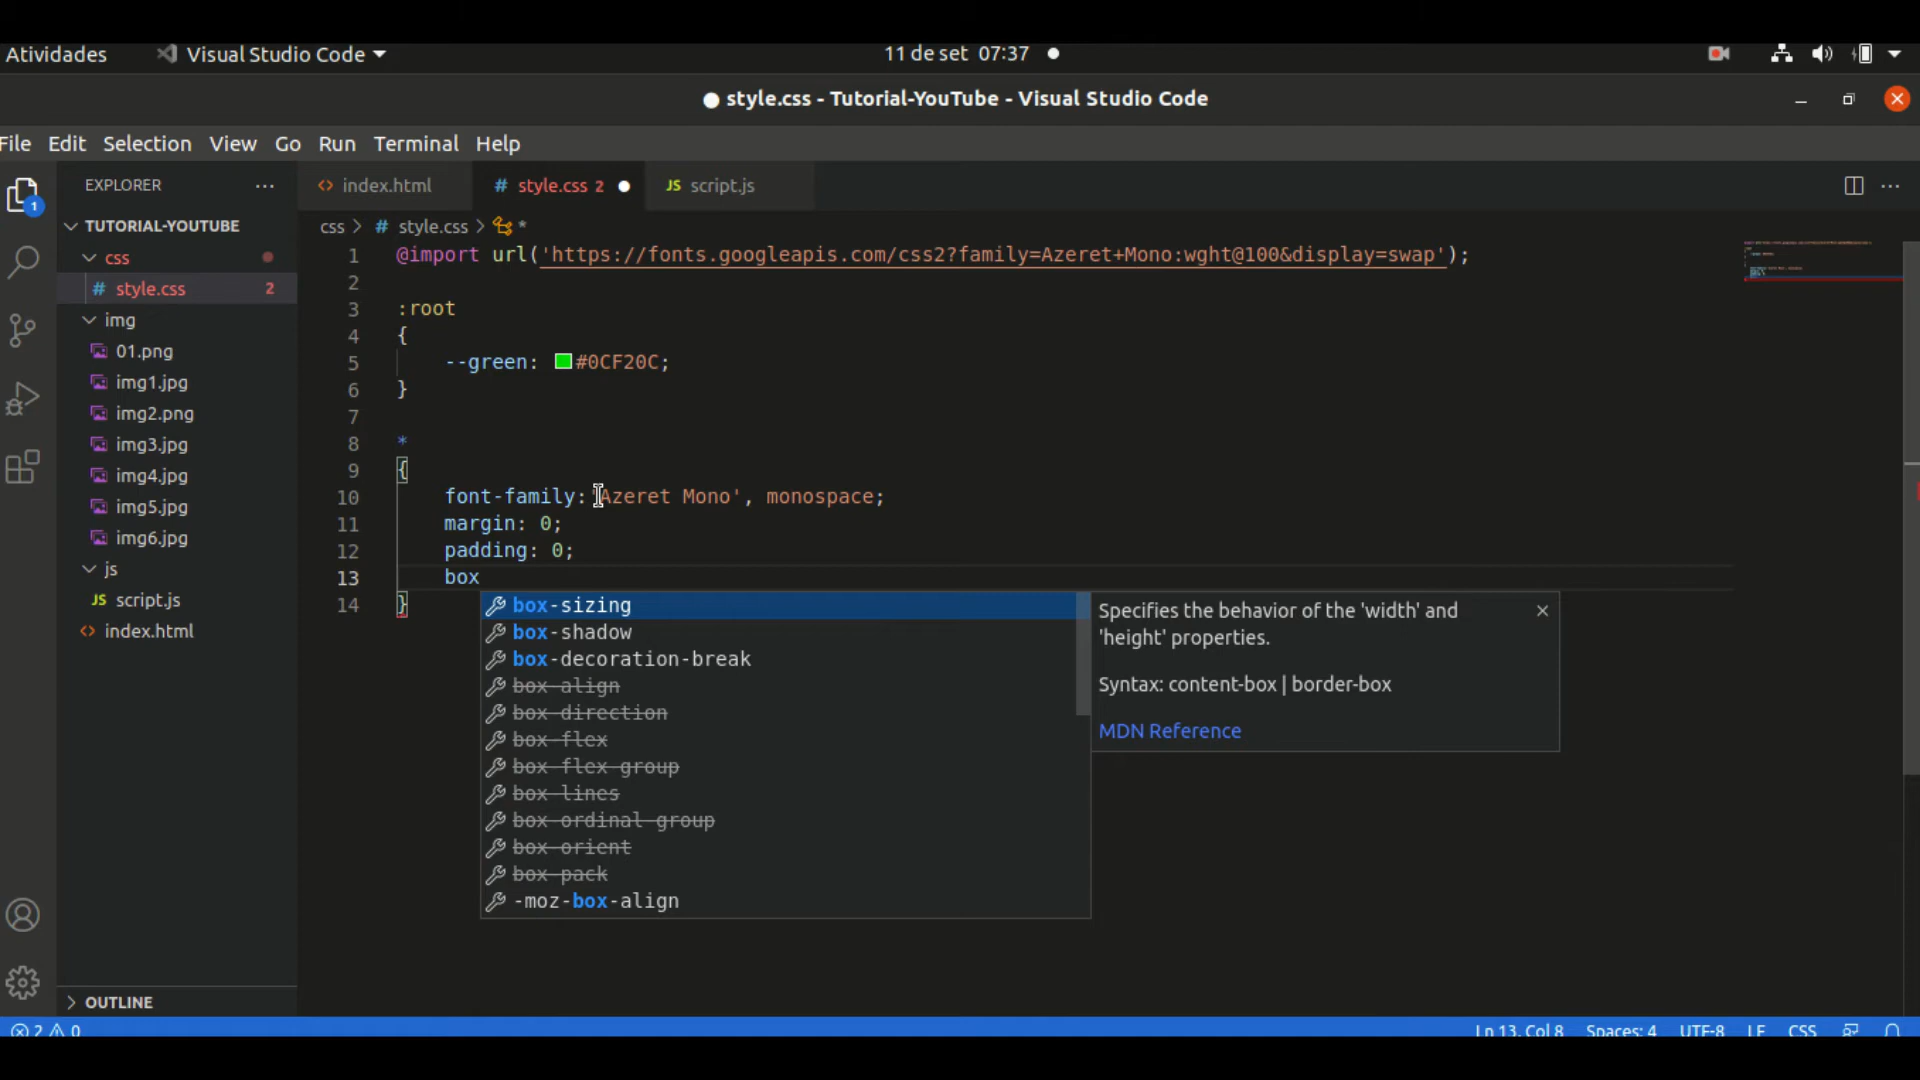 Atividades
Visual Studio Code
11 de set 07:37
style.css - Tutorial-YouTube - Visual Studio Code
File Edit Selection View Go Run Terminal Help
EXPLORER
TUTORIAL-YOUTUBE
css
style.css 2
img
01.png
img1.jpg
img2.png
img3.jpg
img4.jpg
img5.jpg
img6.jpg
js
JS script.js
index.html
OUTLINE
1
index.html
# style.css 2
JS script.js
css > # style.css > *
1 @import url('https://fonts.googleapis.com/css2?family=Azeret+Mono:wght@100&display=swap');
2
3 :root
4 {
5 --green: #0CF20C;
6 }
7
8 *
9 {
10 font-family: 'Azeret Mono', monospace;
11 margin: 0;
12 padding: 0;
13 box
14 }
box-sizing
box-shadow
box-decoration-break
box-align
box-direction
box-flex
box-flex-group
box-lines
box-ordinal-group
box-orient
box-pack
-moz-box-align
Specifies the behavior of the 'width' and
'height' properties.
Syntax: content-box | border-box
MDN Reference
2 0
Ln 13, Col 8 Spaces: 4 UTF-8 LF CSS